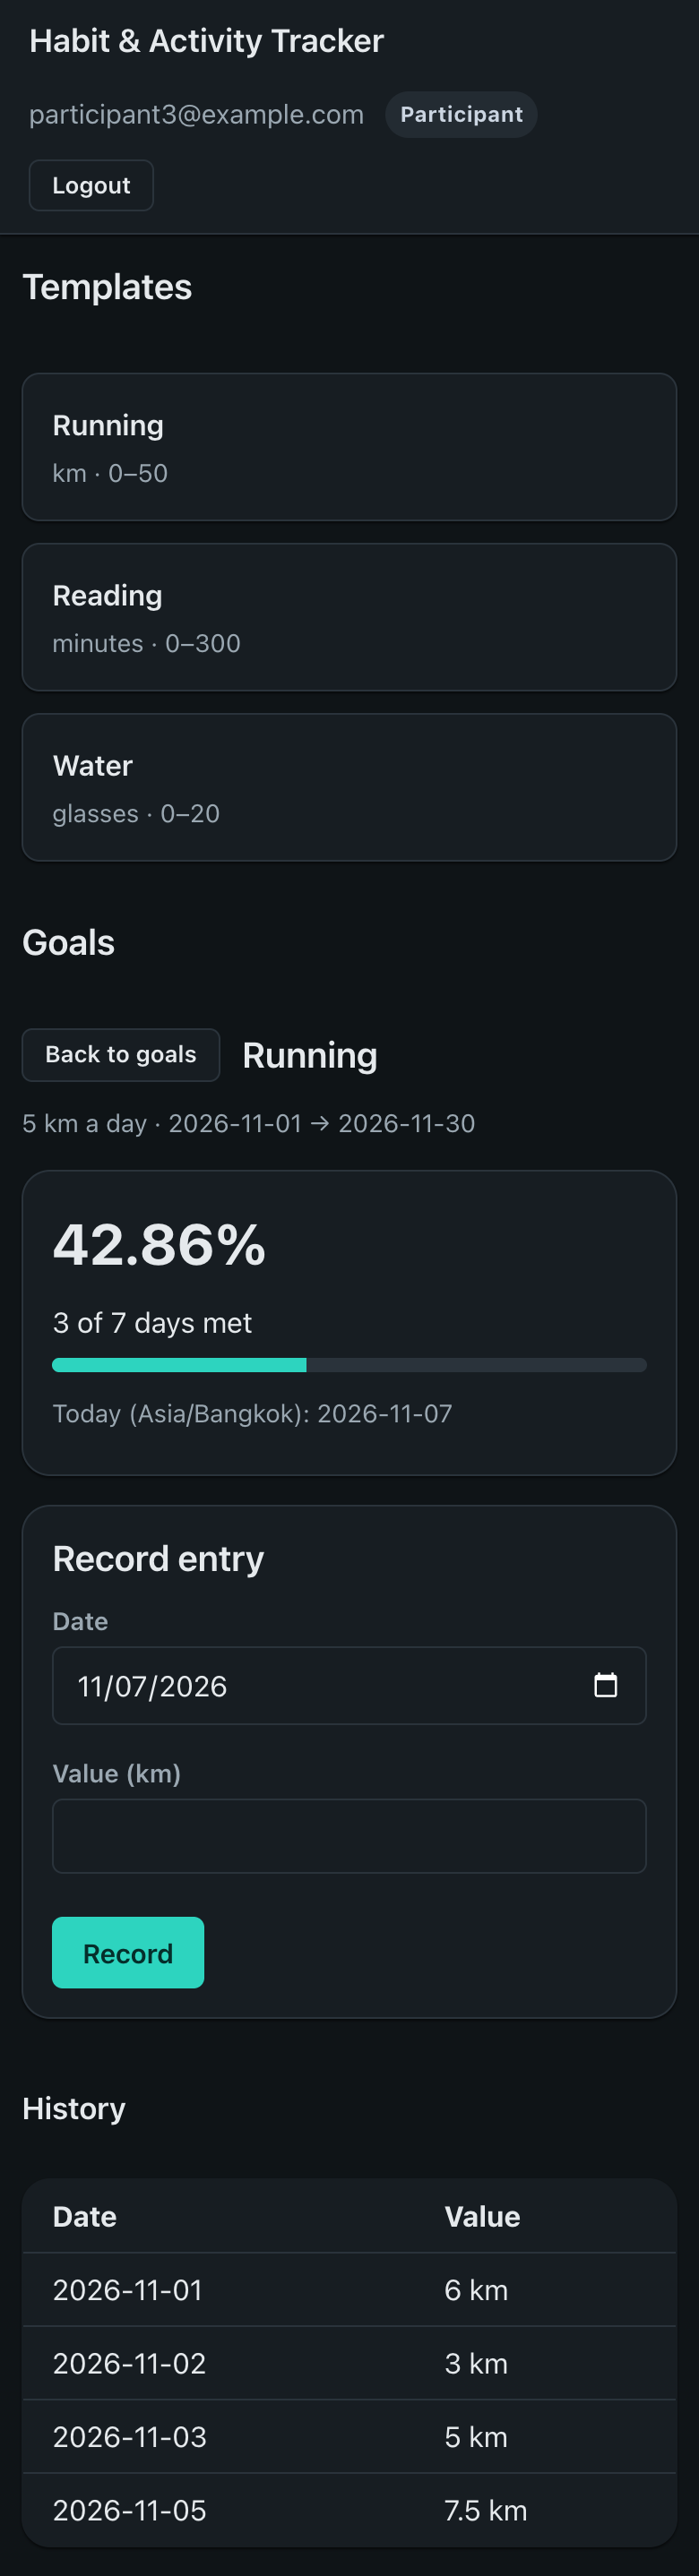 Habit & Activity Tracker
participant3@example.com Participant
Logout
Templates
Running
km · 0–50
Reading
minutes · 0–300
Water
glasses · 0–20
Goals
Back to goals Running
5 km a day · 2026-11-01 → 2026-11-30
42.86%
3 of 7 days met
Today (Asia/Bangkok): 2026-11-07
Record entry
Date
11/07/2026
Value (km)
Record
History
Date Value
2026-11-01 6 km
2026-11-02 3 km
2026-11-03 5 km
2026-11-05 7.5 km